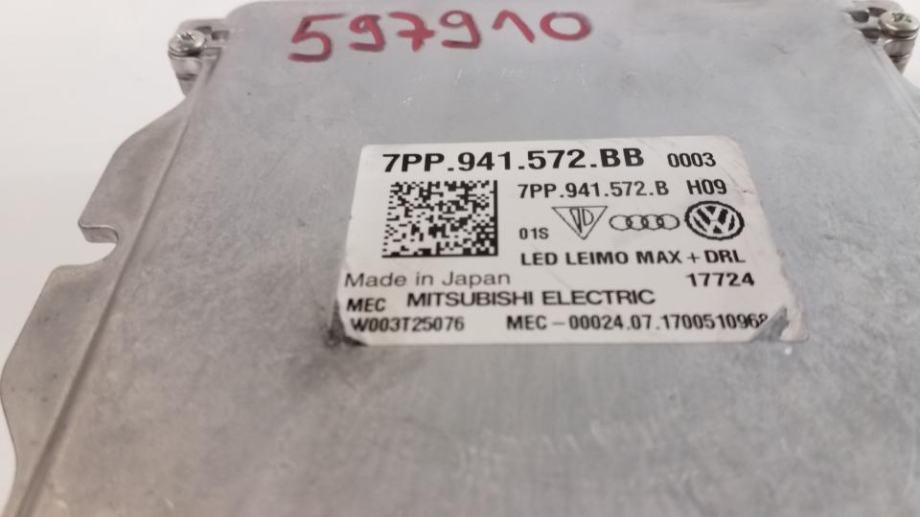 597910
7PP.941.572.BB 0003
7PP.941.572.B H09
01S
LED LEIMO MAX + DRL
Made in Japan 17724
MEC MITSUBISHI ELECTRIC
W003T25076 MEC-00024.07.1700510968